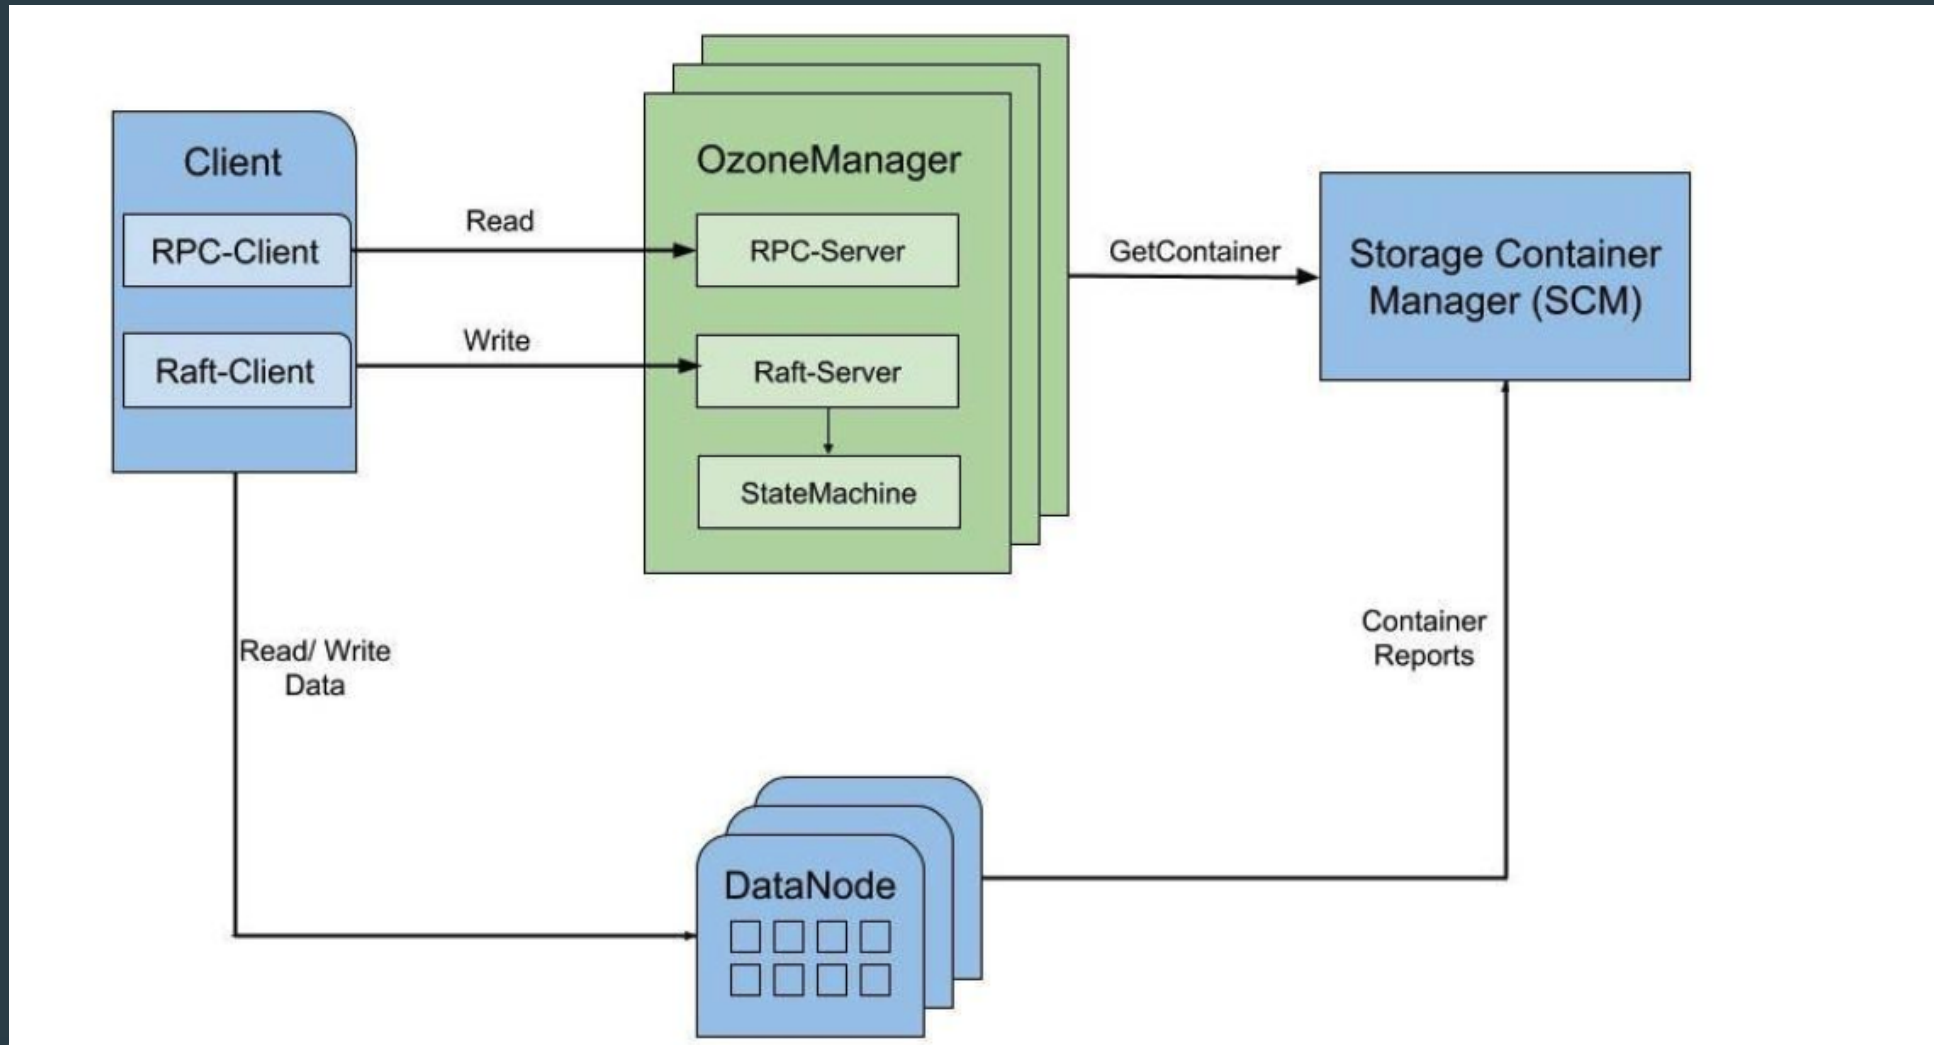 Client
RPC-Client
Raft-Client
Read
Write
OzoneManager
RPC-Server
Raft-Server
StateMachine
GetContainer
Storage Container
Manager (SCM)
Read/ Write
Data
Container
Reports
DataNode